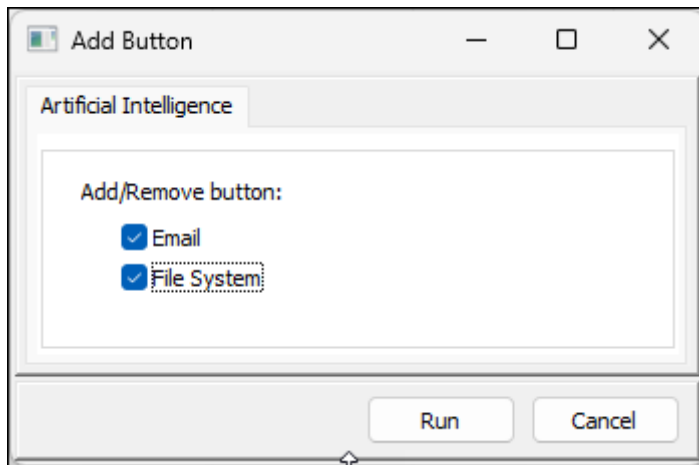 Add Button
Artificial Intelligence
Add/Remove button:
Email
File System
Run Cancel